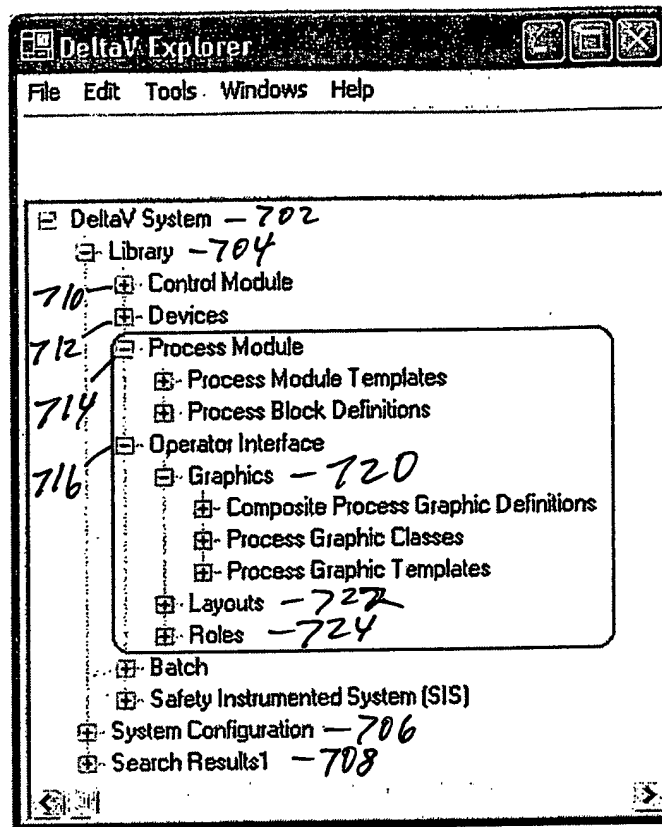 DeltaV Explorer
File Edit Tools Windows Help
DeltaV System - 702
Library - 704
710 Control Module
712 Devices
714 Process Module
Process Module Templates
Process Block Definitions
716 Operator Interface
Graphics - 720
Composite Process Graphic Definitions
Process Graphic Classes
Process Graphic Templates
Layouts - 722
Roles - 724
Batch
Safety Instrumented System (SIS)
System Configuration - 706
Search Results1 - 708